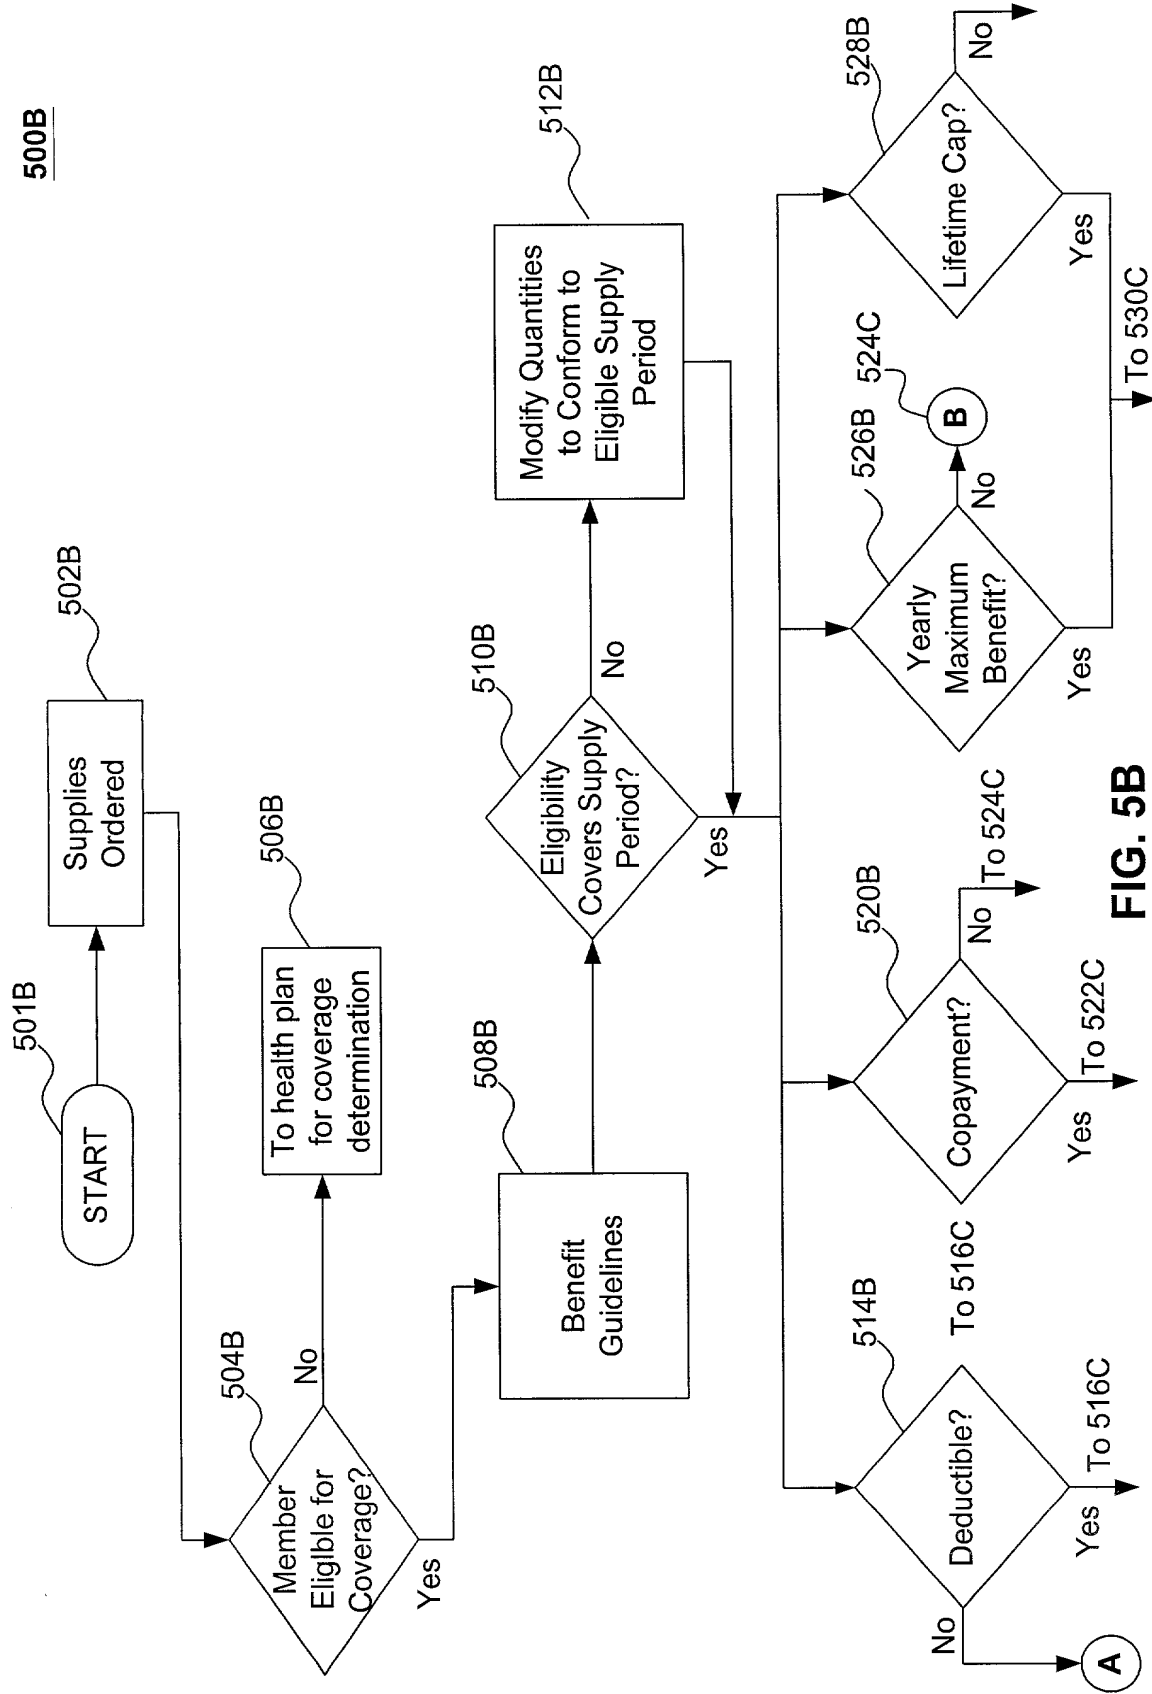 500B
501B
START
502B
Supplies
Ordered
504B
Member
Eliglble for
Coverage?
No
Yes
506B
To health plan
for coverage
determination
508B
Benefit
Guidelines
510B
Eligibility
Covers Supply
Period?
No
Yes
512B
Modify Quantities
to Conform to
Eligible Supply
Period
514B
Deductible?
No
A
Yes
To 516C
To 516C
520B
Copayment?
No
To 524C
Yes
To 522C
526B
Yearly
Maximum
Benefit?
No
B
524C
Yes
528B
Lifetime Cap?
No
Yes
To 530C
FIG. 5B